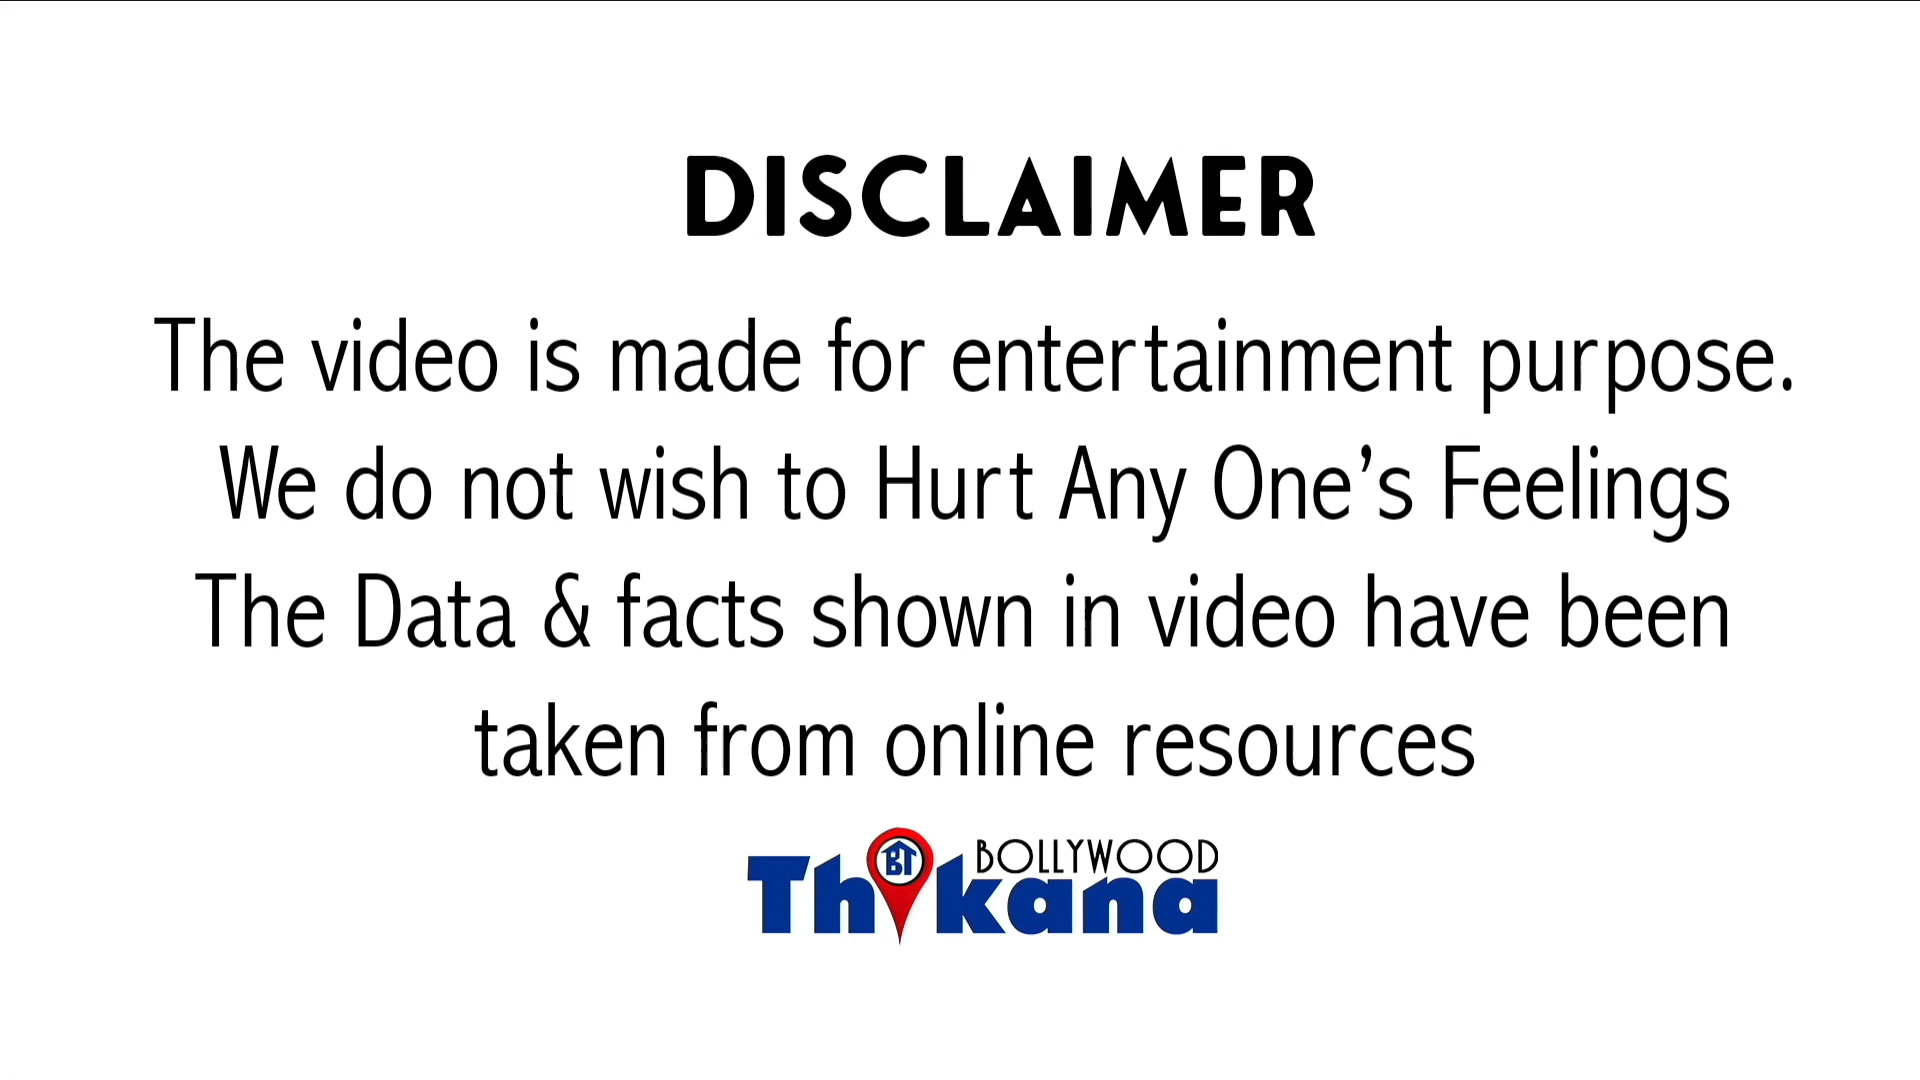 DISCLAIMER
The video is made for entertainment purpose.
We do not wish to Hurt Any One’s Feelings
The Data & facts shown in video have been
taken from online resources
BT
BOLLYWOOD
Thikana